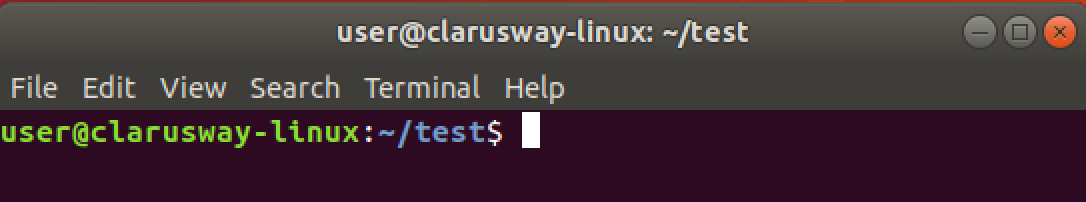 user@clarusway-linux: ~/test
File Edit View Search Terminal Help
user@clarusway-linux:~/test$